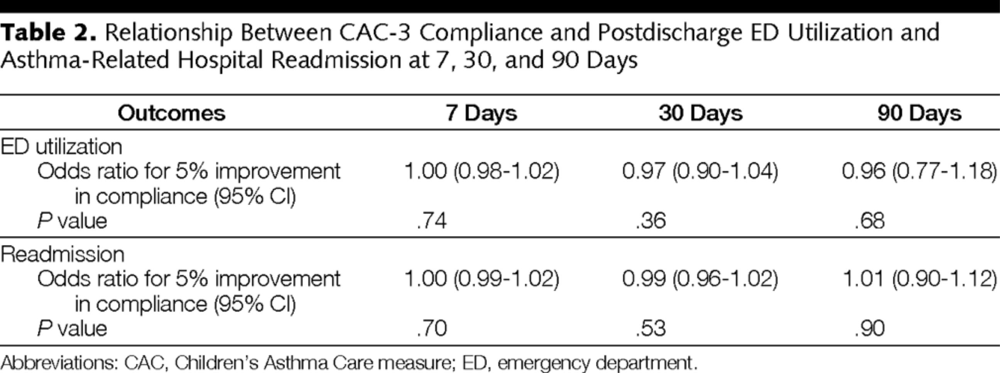 Table 2. Relationship Between CAC-3 Compliance and Postdischarge ED Utilization and
Asthma-Related Hospital Readmission at 7, 30, and 90 Days
Outcomes 7 Days 30 Days 90 Days
ED utilization
Odds ratio for 5% improvement 1.00 (0.98-1.02) 0.97 (0.90-1.04) 0.96 (0.77-1.18)
in compliance (95% CI)
P value .74 .36 .68
Readmission
Odds ratio for 5% improvement 1.00 (0.99-1.02) 0.99 (0.96-1.02) 1.01 (0.90-1.12)
in compliance (95% CI)
P value .70 .53 .90
Abbreviations: CAC, Children’s Asthma Care measure; ED, emergency department.